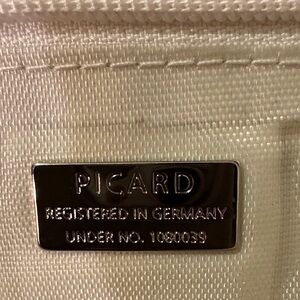 PICARD
REGISTERED IN GERMANY
UNDER NO. 1080039